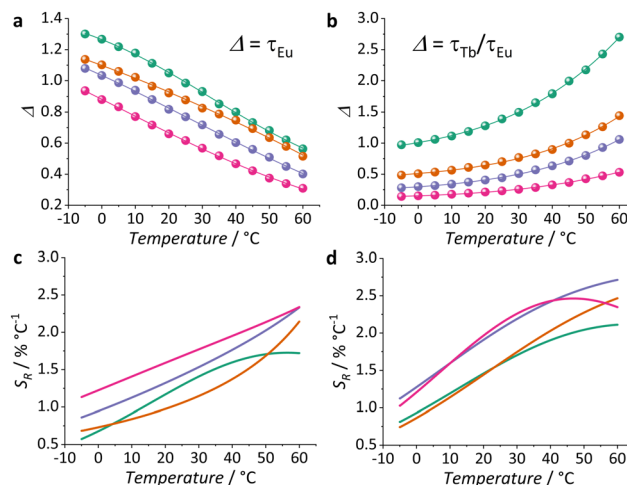 a
Δ = τEu
1.4
1.2
1.0
0.8
0.6
0.4
0.2
Δ
-10 0 10 20 30 40 50 60
Temperature / °C
b
Δ = τTb/τEu
3.0
2.5
2.0
1.5
1.0
0.5
0.0
Δ
-10 0 10 20 30 40 50 60
Temperature / °C
c
3.0
2.5
2.0
1.5
1.0
0.5
SR / % °C⁻¹
-10 0 10 20 30 40 50 60
Temperature / °C
d
3.0
2.5
2.0
1.5
1.0
0.5
SR / % °C⁻¹
-10 0 10 20 30 40 50 60
Temperature / °C